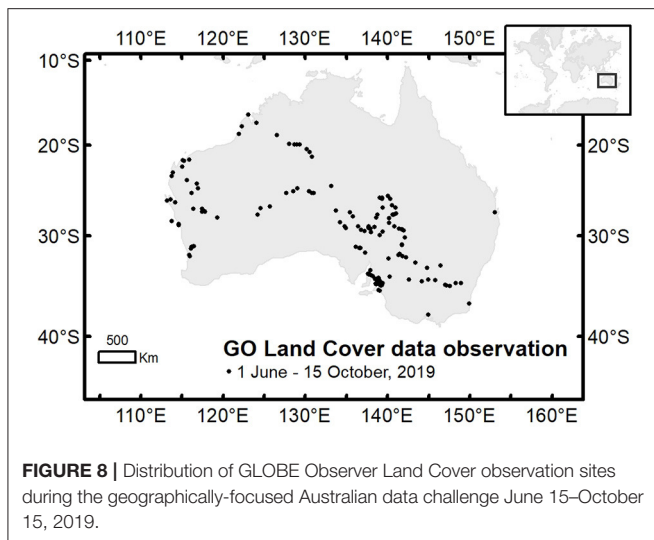 110°E 120°E 130°E 140°E 150°E
10°S
20°S 20°S
30°S 30°S
40°S 40°S
500
Km
GO Land Cover data observation
• 1 June - 15 October, 2019
110°E 120°E 130°E 140°E 150°E 160°E
FIGURE 8 | Distribution of GLOBE Observer Land Cover observation sites
during the geographically-focused Australian data challenge June 15–October
15, 2019.